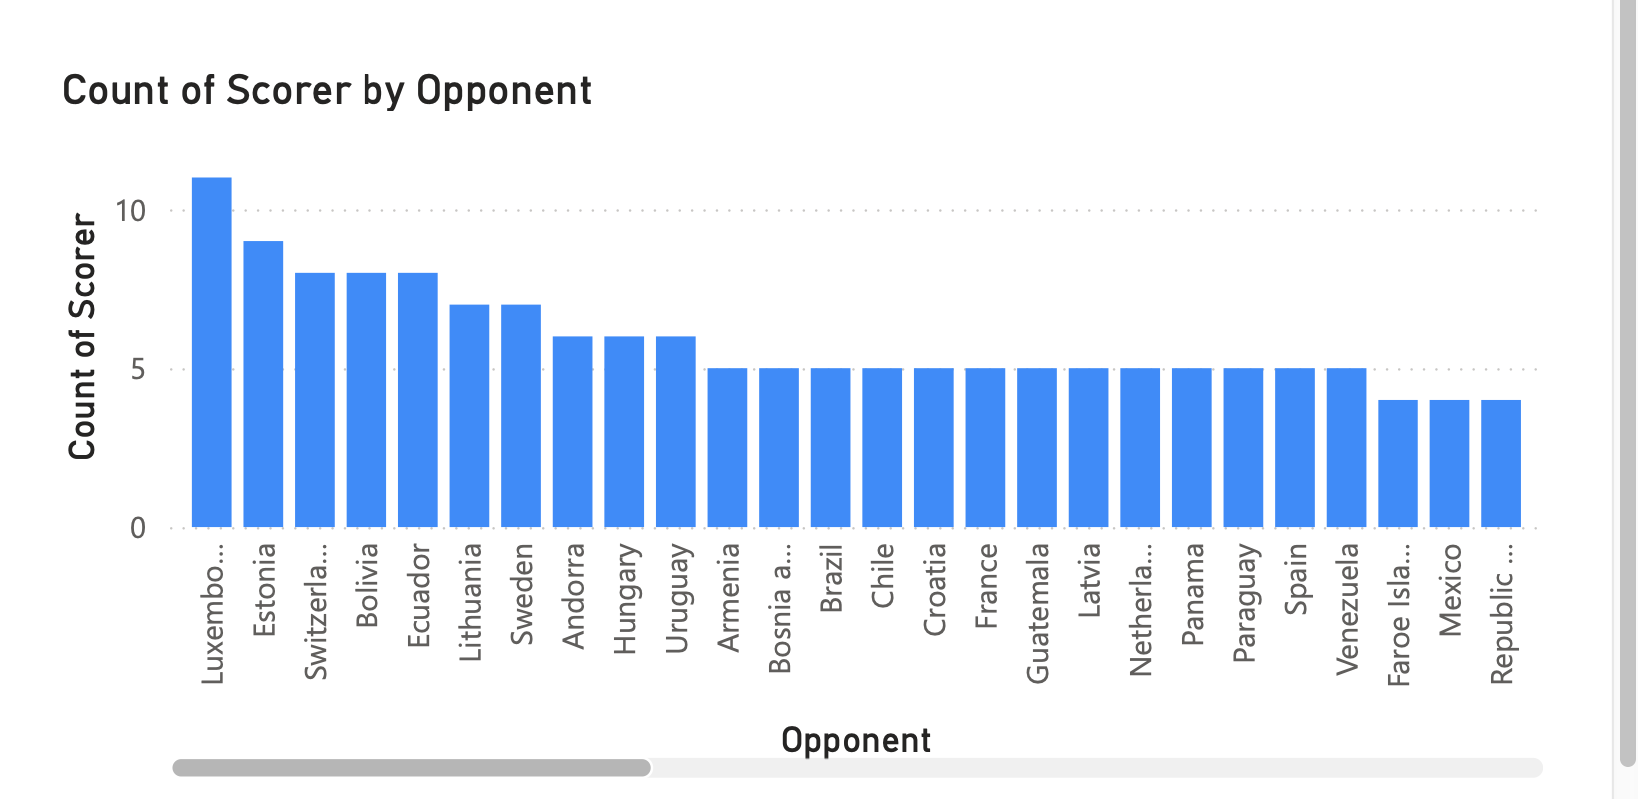 Count of Scorer by Opponent
Count of Scorer
10
5
0
Luxembo...
Estonia
Switzerla...
Bolivia
Ecuador
Lithuania
Sweden
Andorra
Hungary
Uruguay
Armenia
Bosnia a...
Brazil
Chile
Croatia
France
Guatemala
Latvia
Netherla...
Panama
Paraguay
Spain
Venezuela
Faroe Isla...
Mexico
Republic ...
Opponent